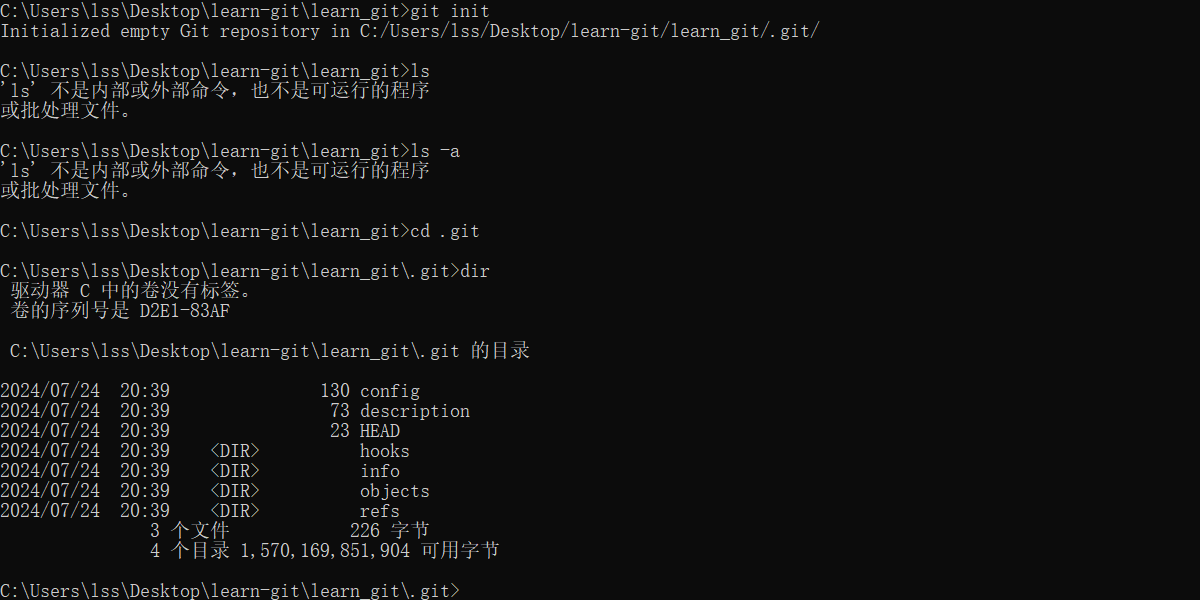 C:\Users\lss\Desktop\learn-git\learn_git>git init
Initialized empty Git repository in C:/Users/lss/Desktop/learn-git/learn_git/.git/
C:\Users\lss\Desktop\learn-git\learn_git>ls
'ls' 不是内部或外部命令，也不是可运行的程序
或批处理文件。
C:\Users\lss\Desktop\learn-git\learn_git>ls -a
'ls' 不是内部或外部命令，也不是可运行的程序
或批处理文件。
C:\Users\lss\Desktop\learn-git\learn_git>cd .git
C:\Users\lss\Desktop\learn-git\learn_git\.git>dir
驱动器 C 中的卷没有标签。
卷的序列号是 D2E1-83AF
C:\Users\lss\Desktop\learn-git\learn_git\.git 的目录
2024/07/24  20:39               130 config
2024/07/24  20:39                73 description
2024/07/24  20:39                23 HEAD
2024/07/24  20:39    <DIR>          hooks
2024/07/24  20:39    <DIR>          info
2024/07/24  20:39    <DIR>          objects
2024/07/24  20:39    <DIR>          refs
3 个文件            226 字节
4 个目录 1,570,169,851,904 可用字节
C:\Users\lss\Desktop\learn-git\learn_git\.git>